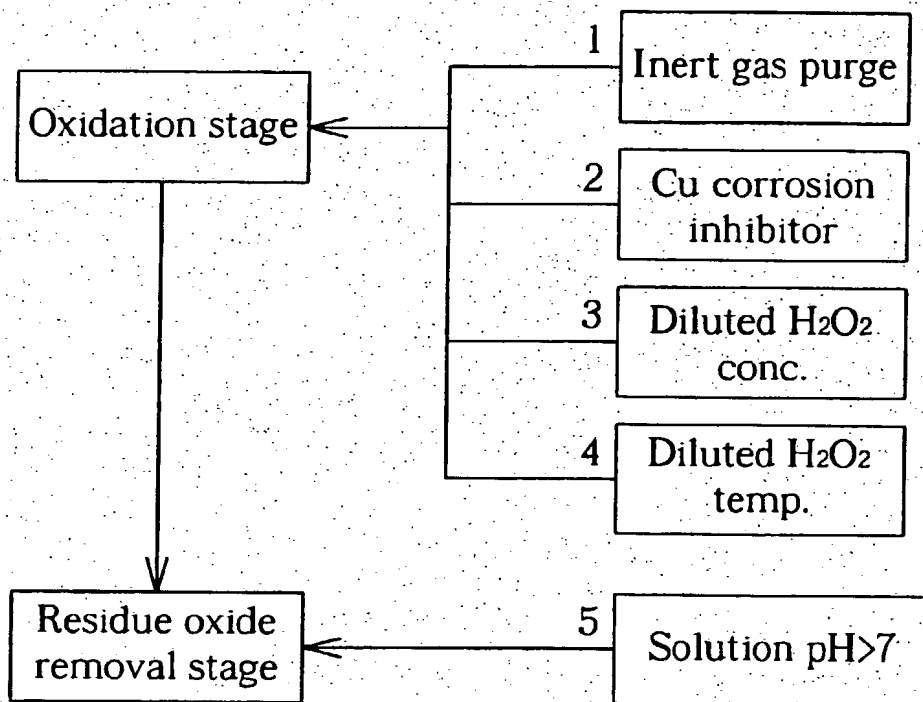 1
Inert gas purge
Oxidation stage
2
Cu corrosion
inhibitor
3
Diluted H₂O₂
conc.
4
Diluted H₂O₂
temp.
Residue oxide
removal stage
5
Solution pH>7